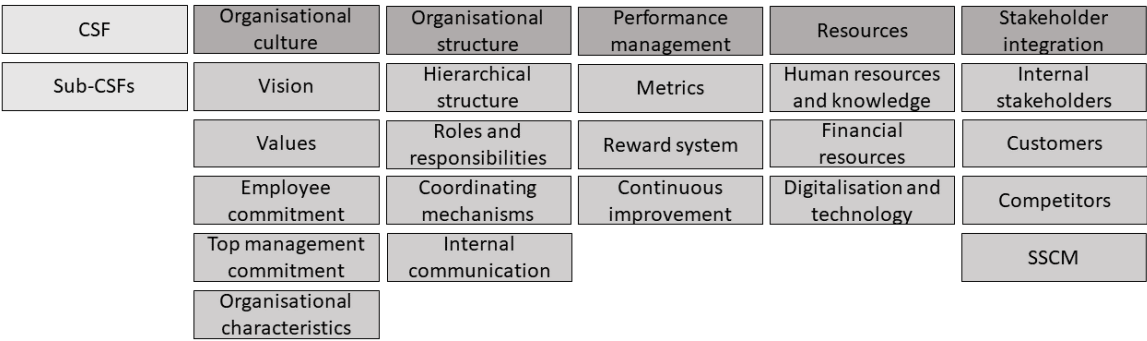 CSF
Organisational
culture
Organisational
structure
Performance
management
Resources
Stakeholder
integration
Sub-CSFs
Vision
Hierarchical
structure
Metrics
Human resources
and knowledge
Internal
stakeholders
Values
Roles and
responsibilities
Reward system
Financial
resources
Customers
Employee
commitment
Coordinating
mechanisms
Continuous
improvement
Digitalisation and
technology
Competitors
Top management
commitment
Internal
communication
SSCM
Organisational
characteristics